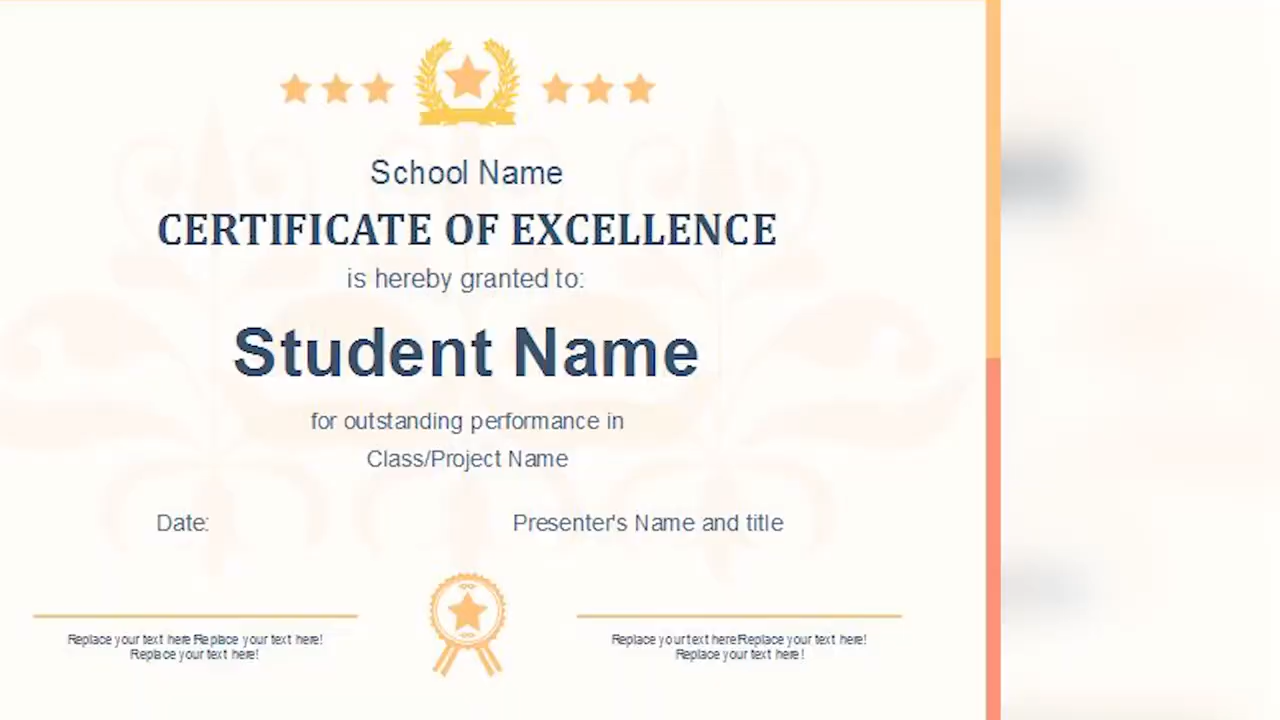 School Name
CERTIFICATE OF EXCELLENCE
is hereby granted to:
Student Name
for outstanding performance in
Class/Project Name
Date:
Presenter's Name and title
Replace your text here!Replace your text here!
Replace your text here!
Replace your text here!Replace your text here!
Replace your text here!